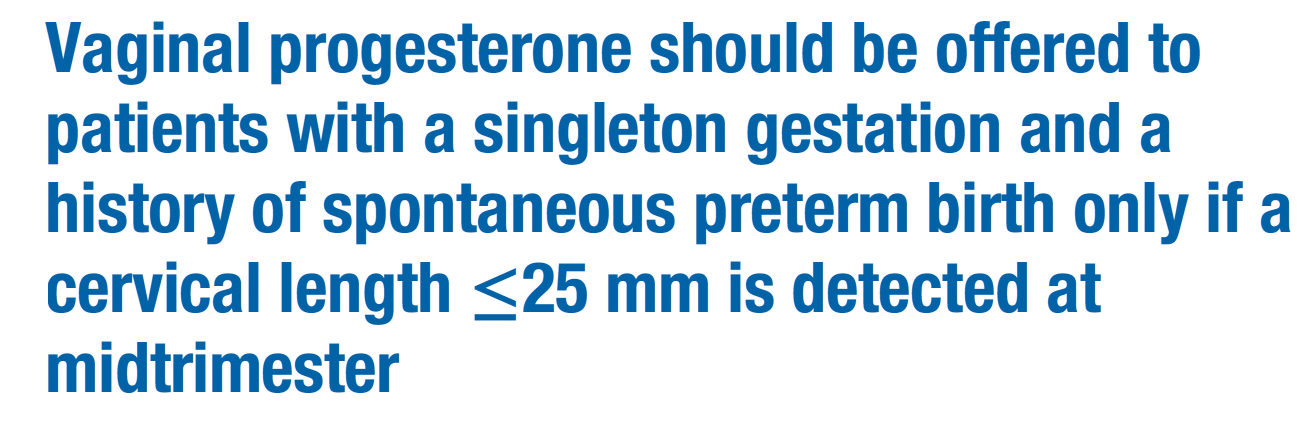 Vaginal progesterone should be offered to
patients with a singleton gestation and a
history of spontaneous preterm birth only if a
cervical length ≤25 mm is detected at
midtrimester